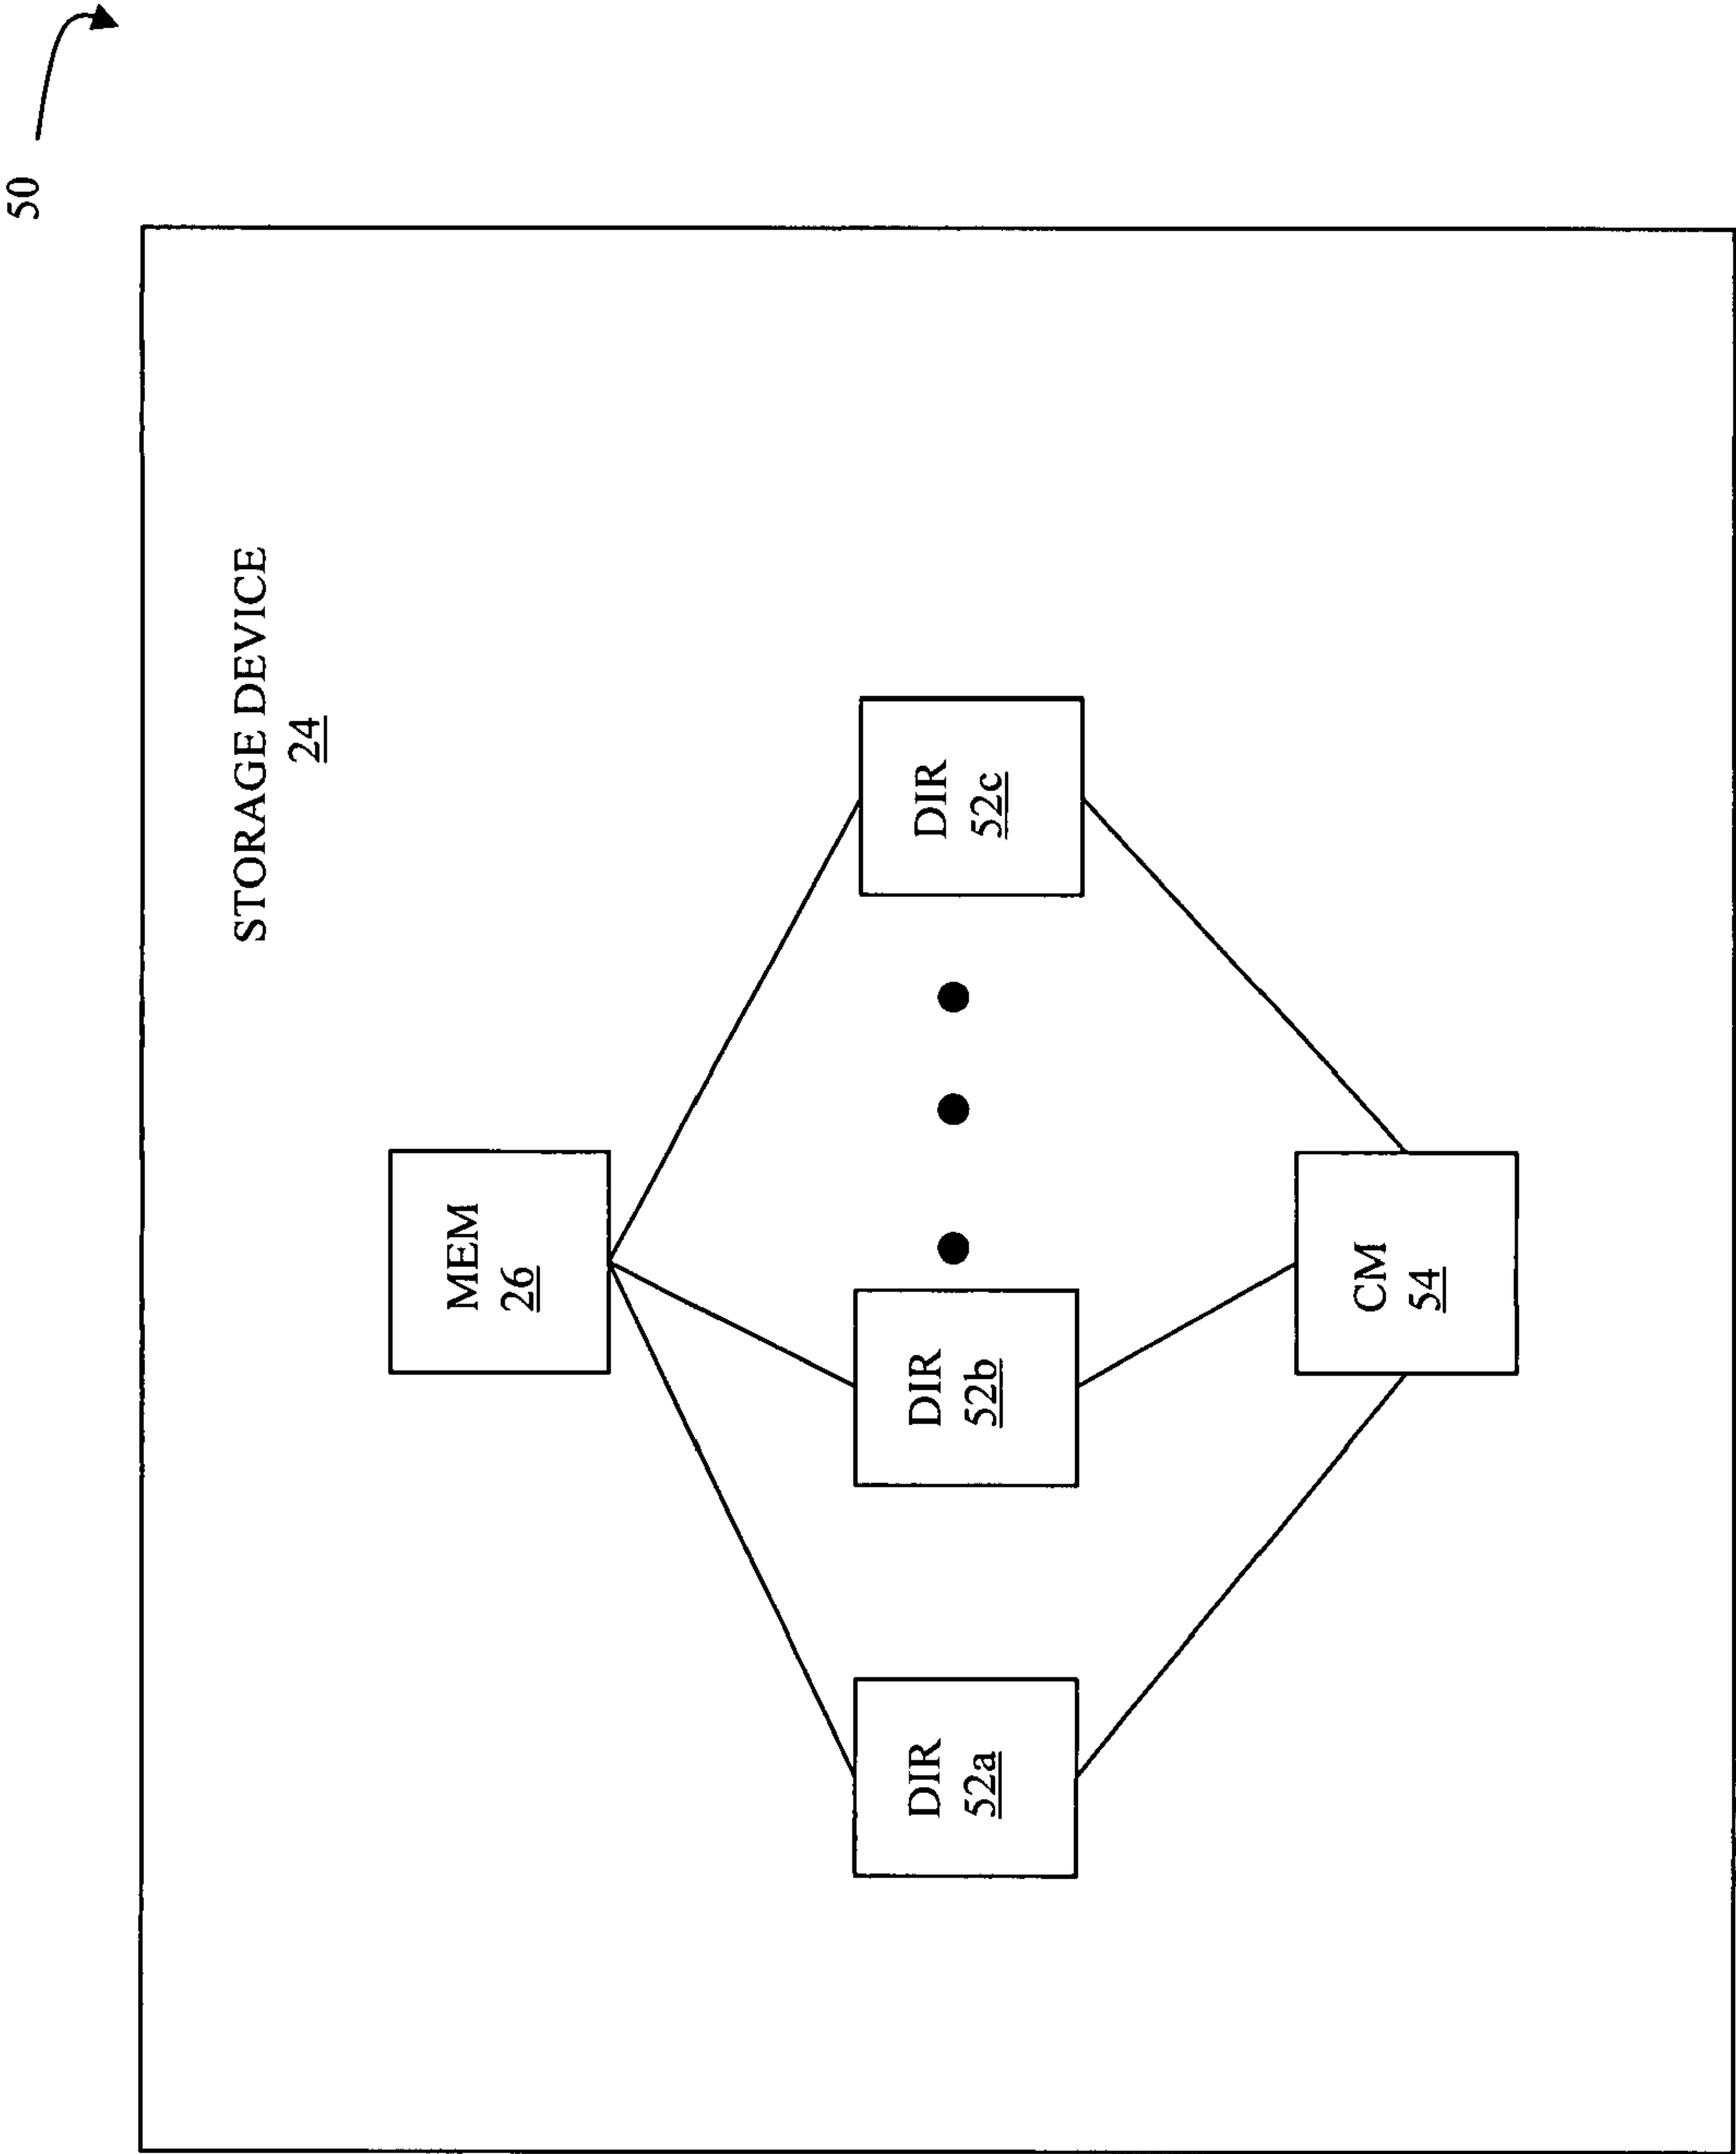 50
STORAGE DEVICE
24
MEM
26
DIR
52a
DIR
52b
DIR
52c
CM
54